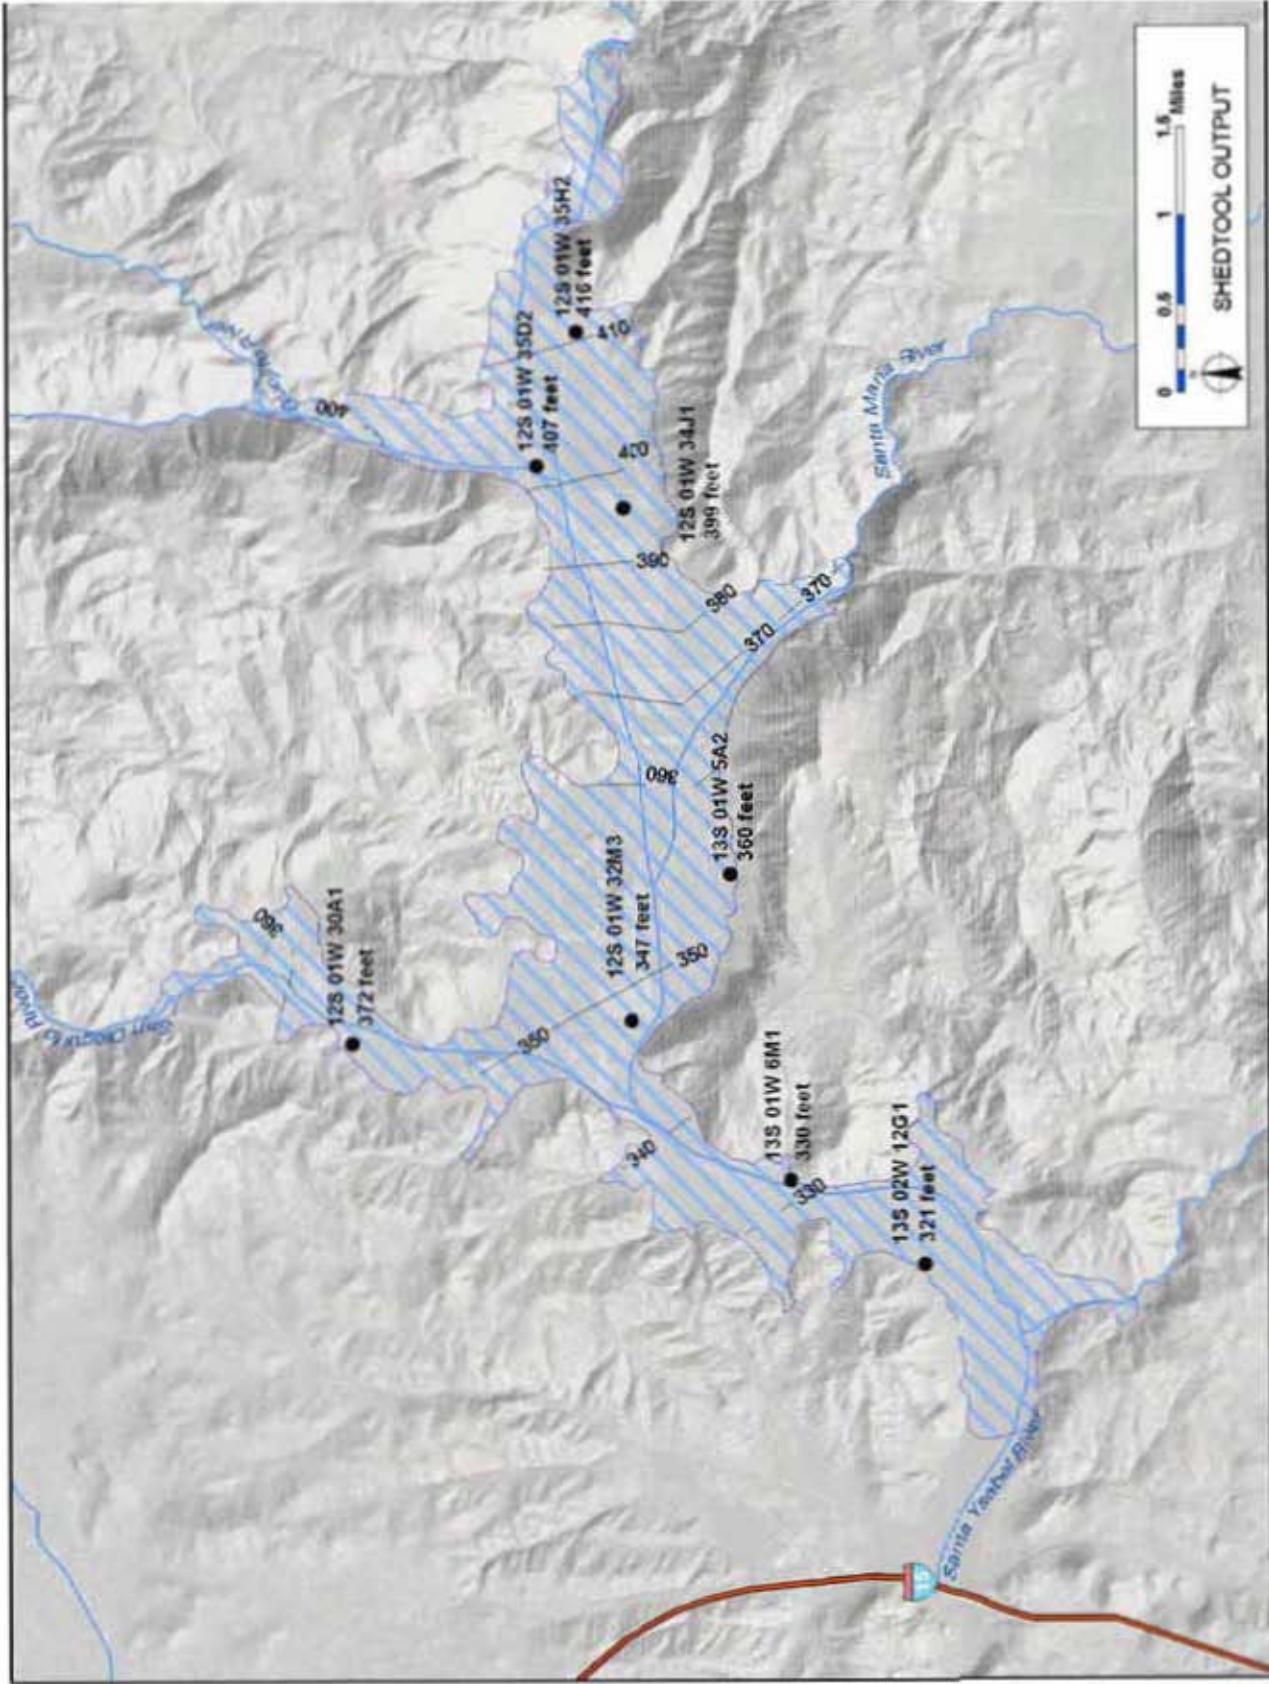 Santa Maria River
12S 01W 35H2
416 feet
410
12S 01W 35D2
407 feet
400
400
12S 01W 34J1
399 feet
390
380
370
370
360
13S 01W 5A2
360 feet
12S 01W 32M3
347 feet
350
350
360
12S 01W 30A1
372 feet
340
13S 01W 6M1
330 feet
330
13S 02W 12G1
321 feet
Santa Ysabel River
15
0 0.5 1 1.5 Miles
N
SHEDTOOL OUTPUT